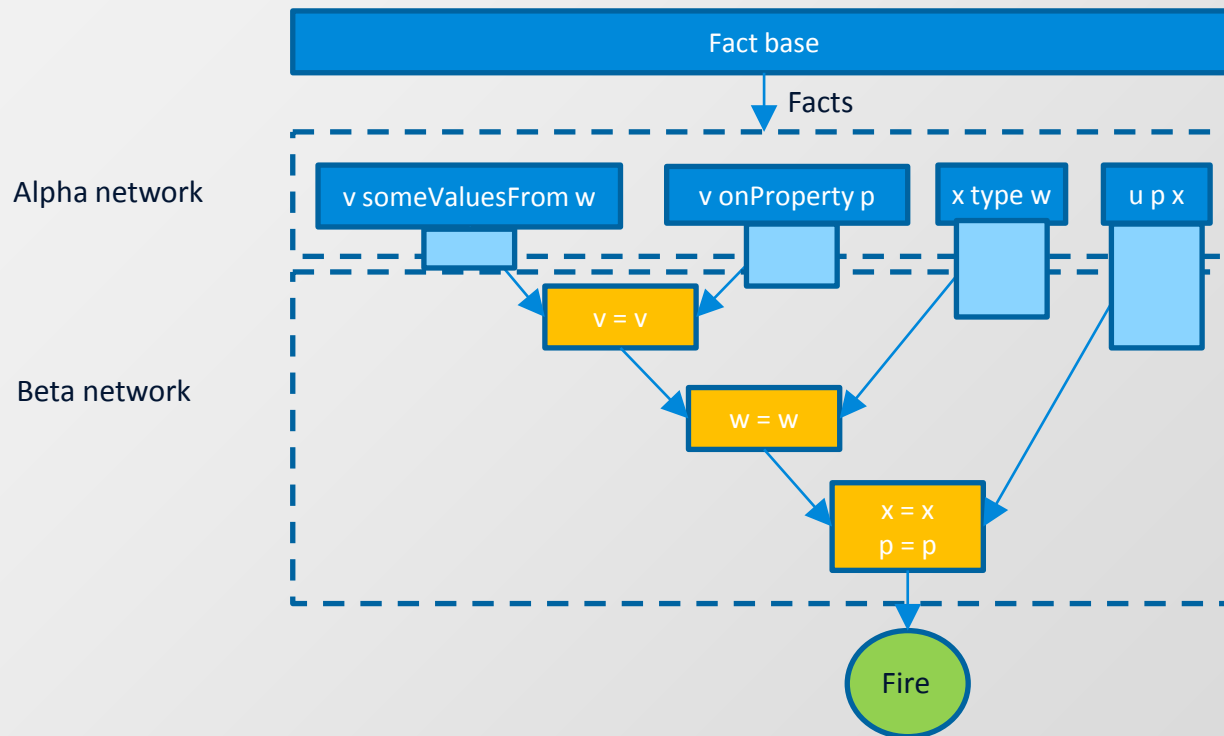 Fact base
Facts
Alpha network
v someValuesFrom w
v onProperty p
x type w
u p x
v = v
Beta network
w = w
x = x
p = p
Fire